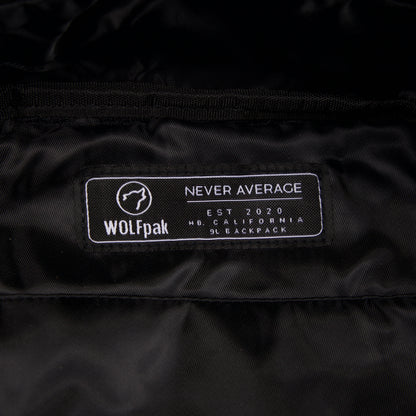 WOLFpak
NEVER AVERAGE
EST 2020
HB. CALIFORNIA
9L BACKPACK